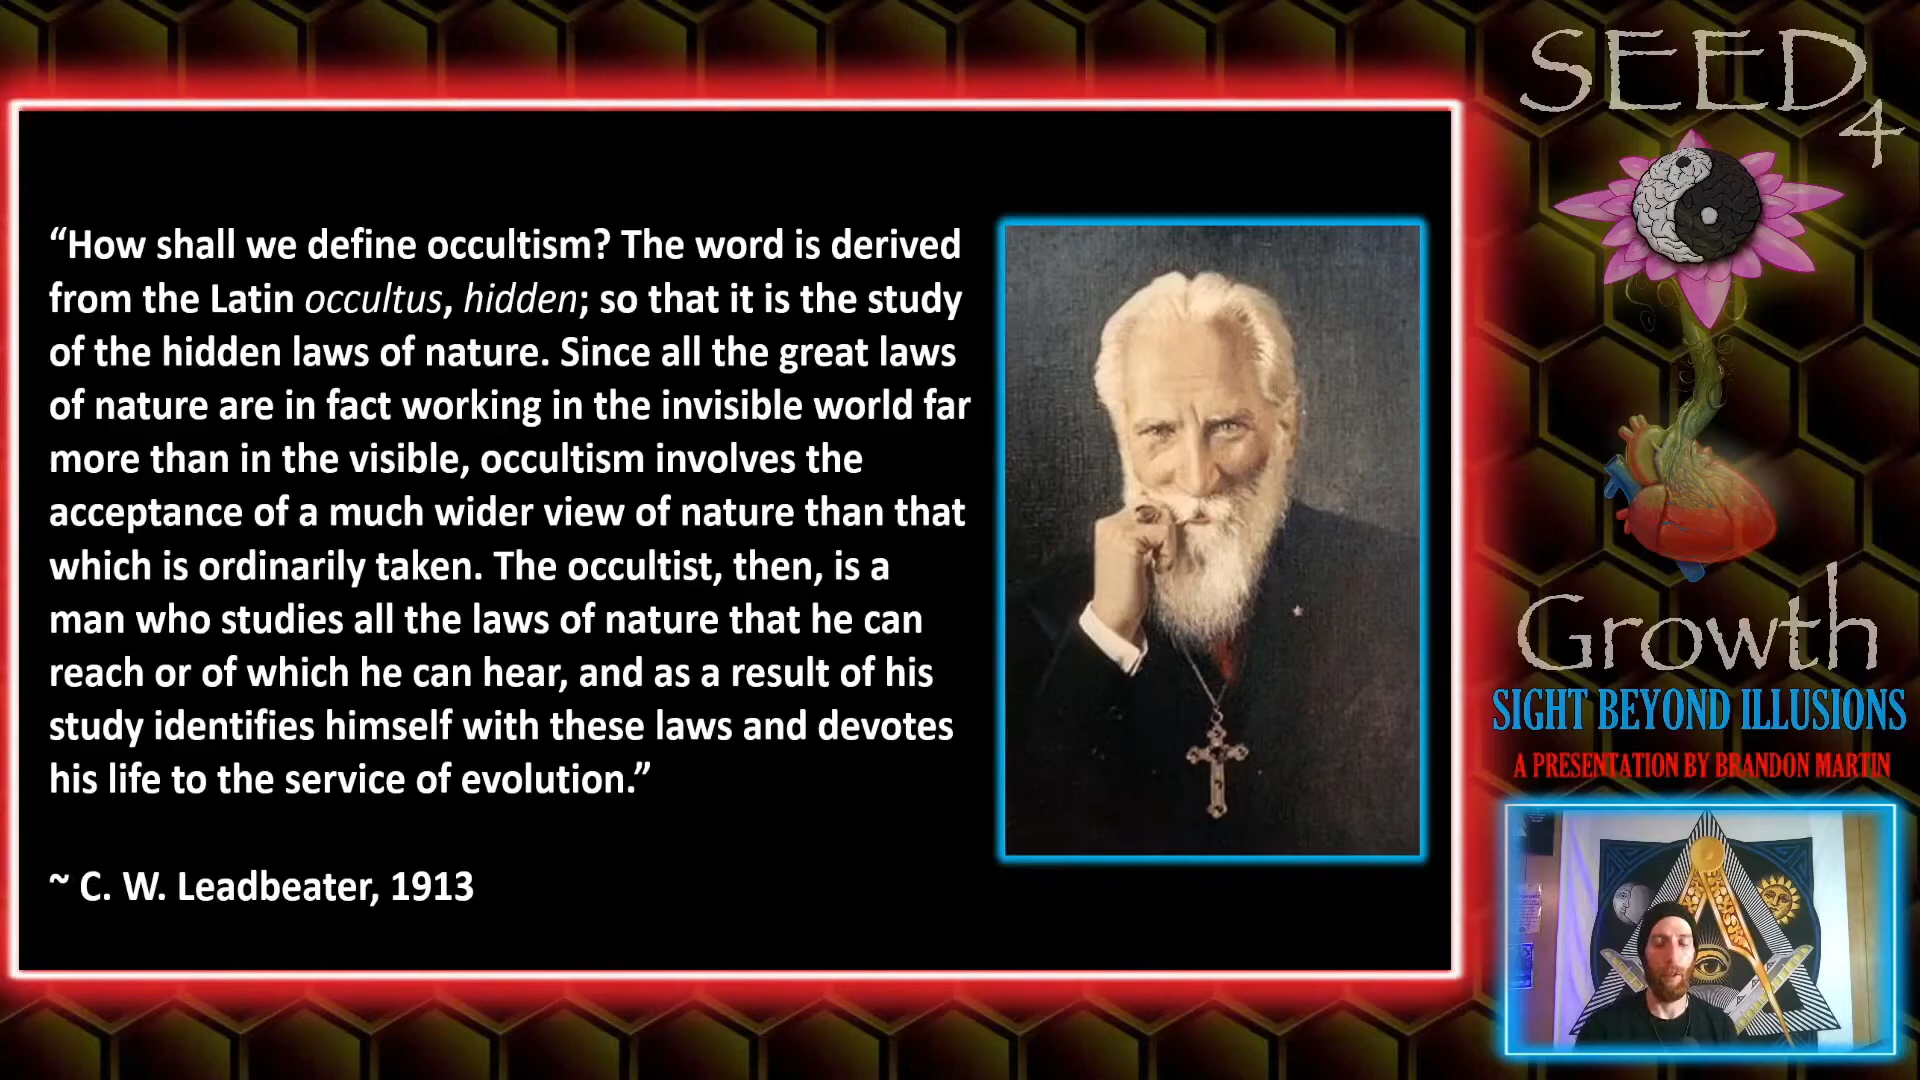 “How shall we define occultism? The word is derived
from the Latin occultus, hidden; so that it is the study
of the hidden laws of nature. Since all the great laws
of nature are in fact working in the invisible world far
more than in the visible, occultism involves the
acceptance of a much wider view of nature than that
which is ordinarily taken. The occultist, then, is a
man who studies all the laws of nature that he can
reach or of which he can hear, and as a result of his
study identifies himself with these laws and devotes
his life to the service of evolution.”
~ C. W. Leadbeater, 1913
SEED
4
Growth
SIGHT BEYOND ILLUSIONS
A PRESENTATION BY BRANDON MARTIN